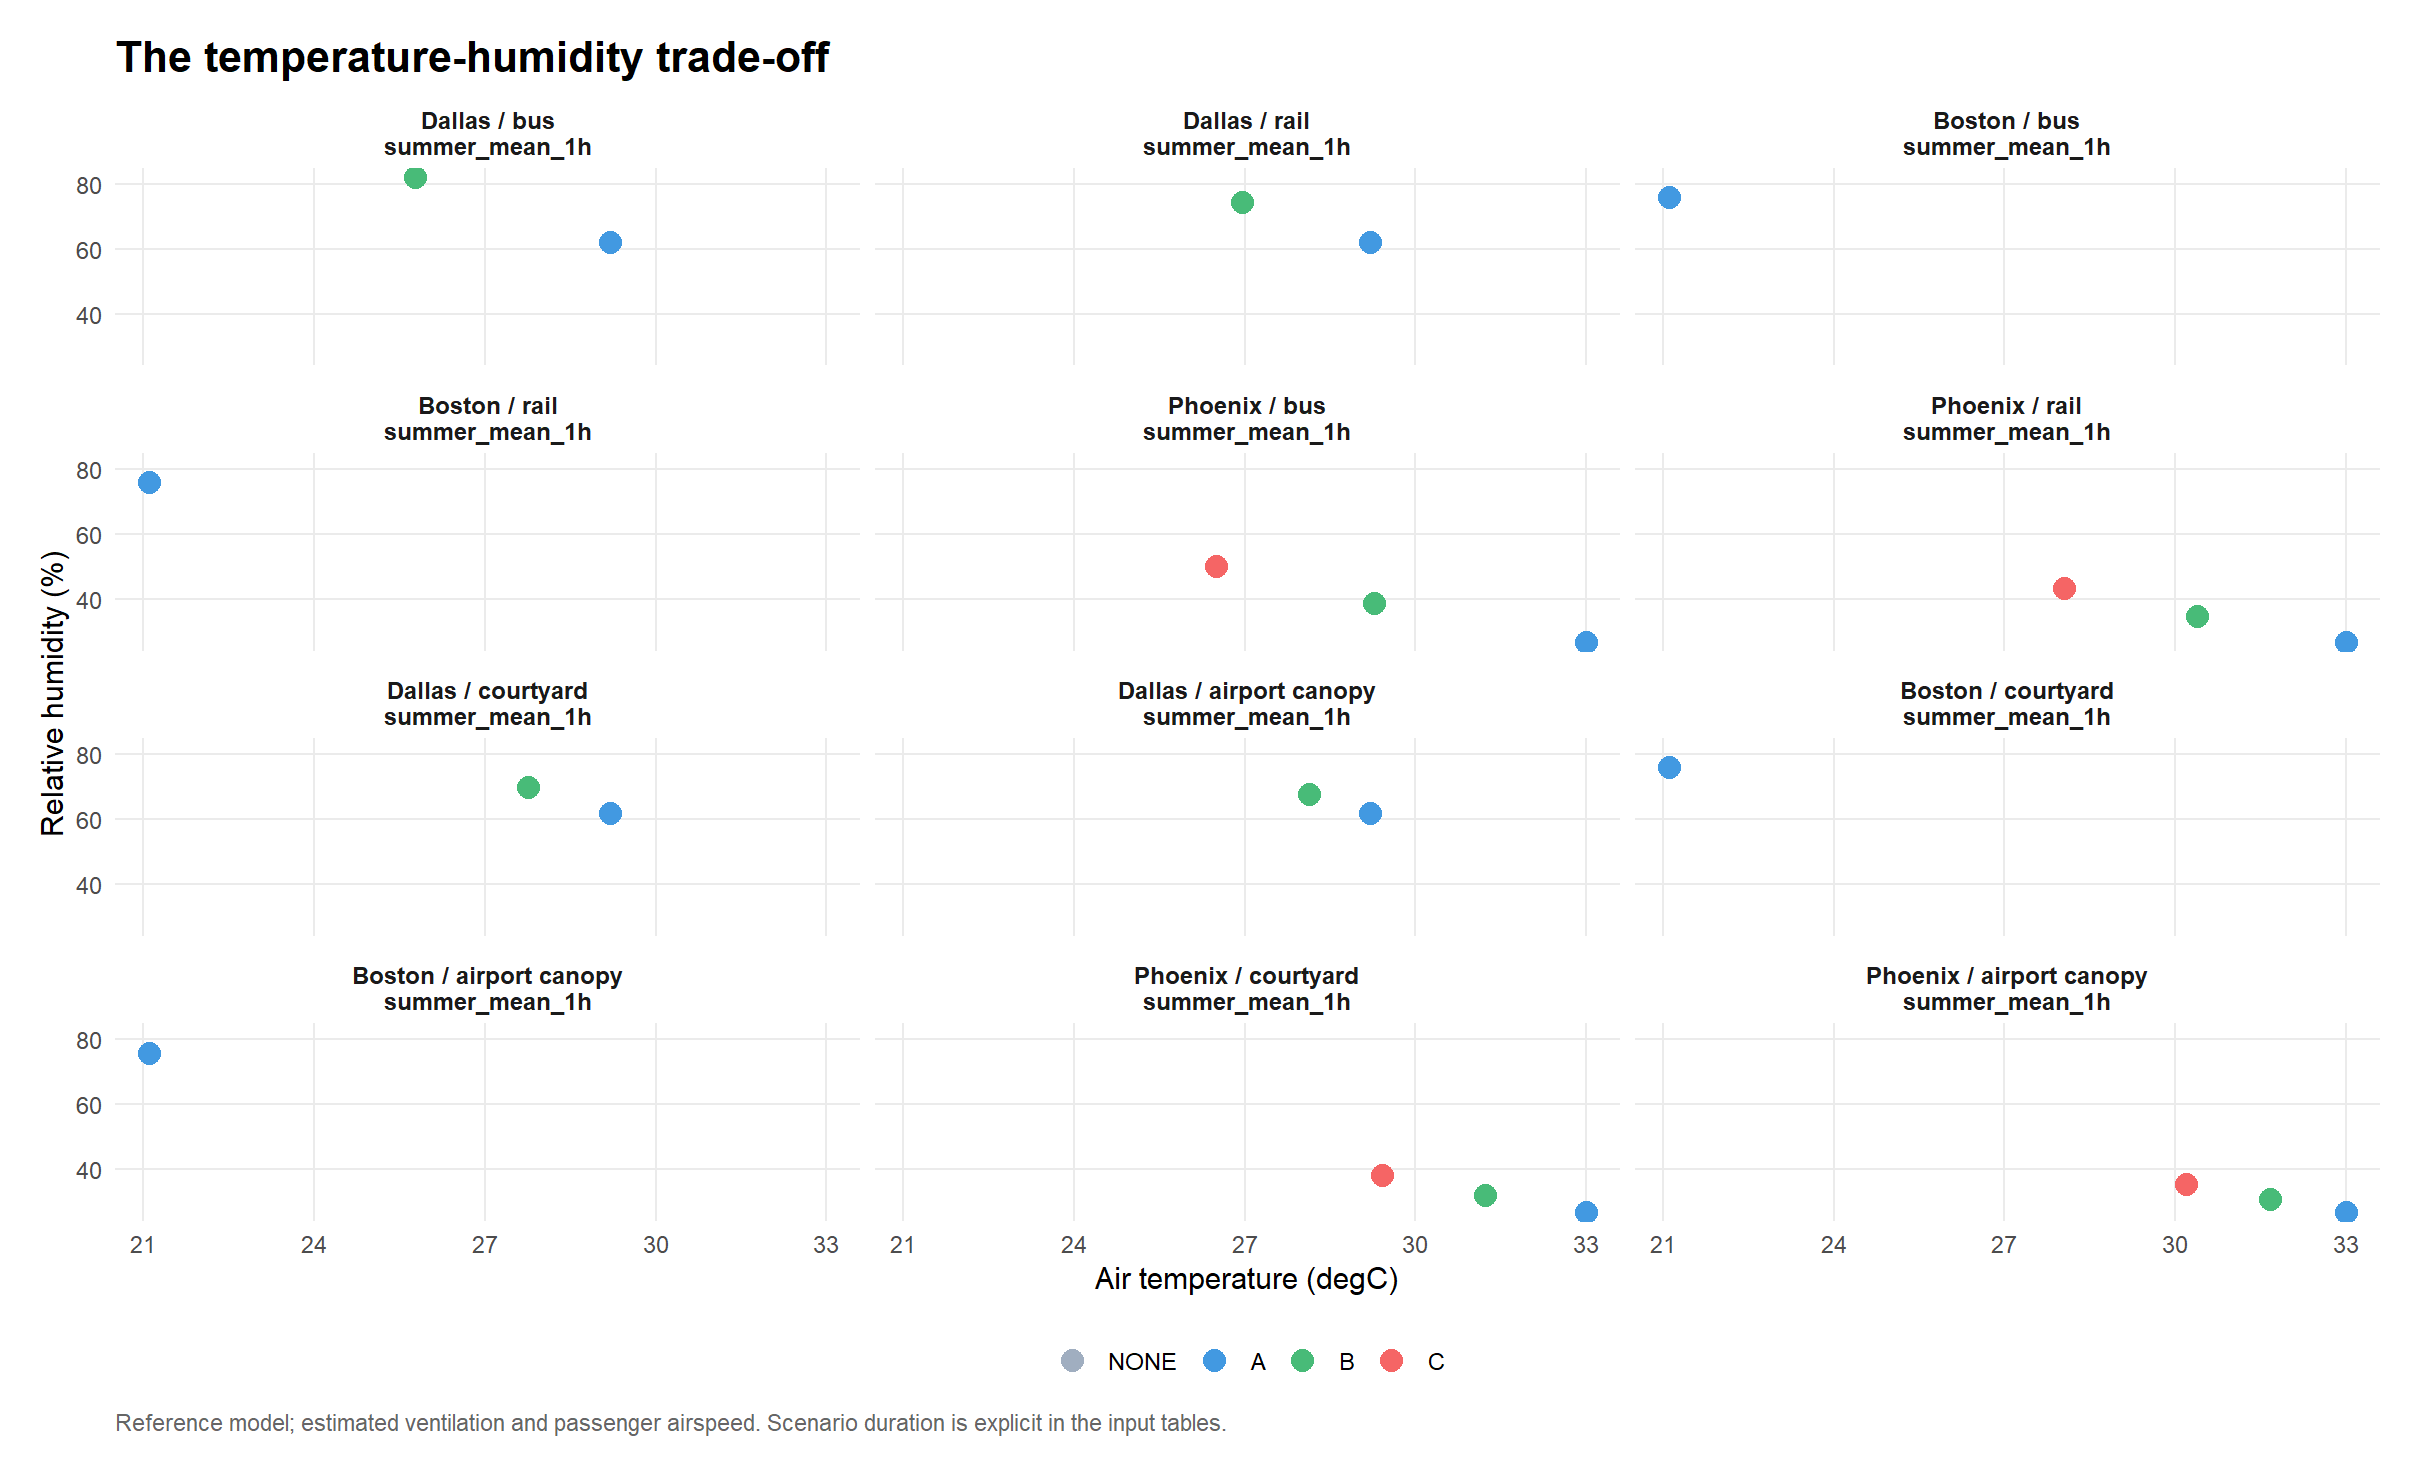 The temperature-humidity trade-off
Dallas / bus
summer_mean_1h
Dallas / rail
summer_mean_1h
Boston / bus
summer_mean_1h
80
60
40
Boston / rail
summer_mean_1h
Phoenix / bus
summer_mean_1h
Phoenix / rail
summer_mean_1h
80
60
40
Relative humidity (%)
Dallas / courtyard
summer_mean_1h
Dallas / airport canopy
summer_mean_1h
Boston / courtyard
summer_mean_1h
80
60
40
Boston / airport canopy
summer_mean_1h
Phoenix / courtyard
summer_mean_1h
Phoenix / airport canopy
summer_mean_1h
80
60
40
21 24 27 30 33 21 24 27 30 33 21 24 27 30 33
Air temperature (degC)
NONE A B C
Reference model; estimated ventilation and passenger airspeed. Scenario duration is explicit in the input tables.